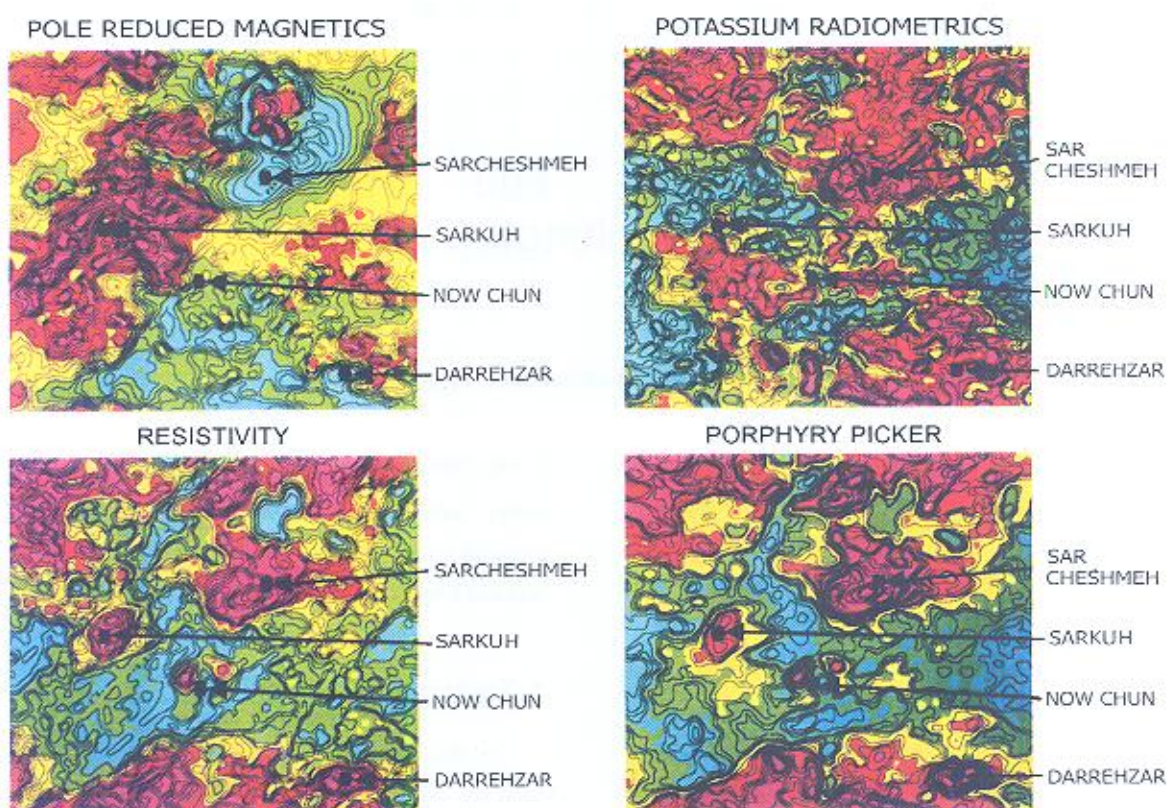 POLE REDUCED MAGNETICS
SARCHESHMEH
SARKUH
NOW CHUN
DARREHZAR
POTASSIUM RADIOMETRICS
SAR
CHESHMEH
SARKUH
NOW CHUN
DARREHZAR
RESISTIVITY
SARCHESHMEH
SARKUH
NOW CHUN
DARREHZAR
PORPHYRY PICKER
SAR
CHESHMEH
SARKUH
NOW CHUN
DARREHZAR